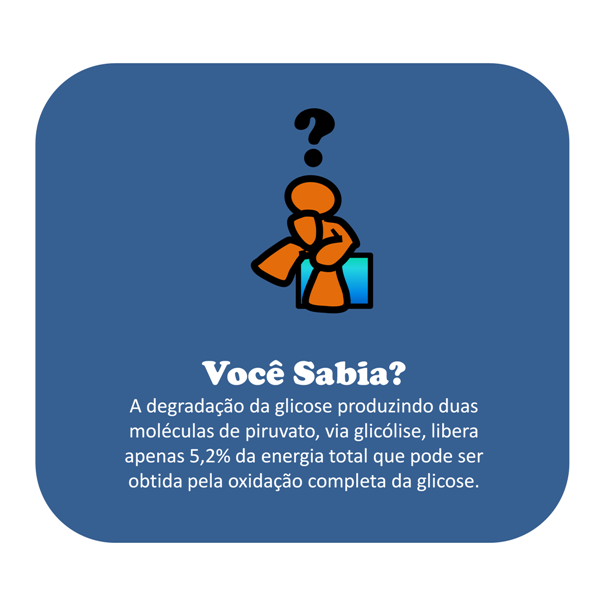 ?
Você Sabia?
A degradação da glicose produzindo duas
moléculas de piruvato, via glicólise, libera
apenas 5,2% da energia total que pode ser
obtida pela oxidação completa da glicose.